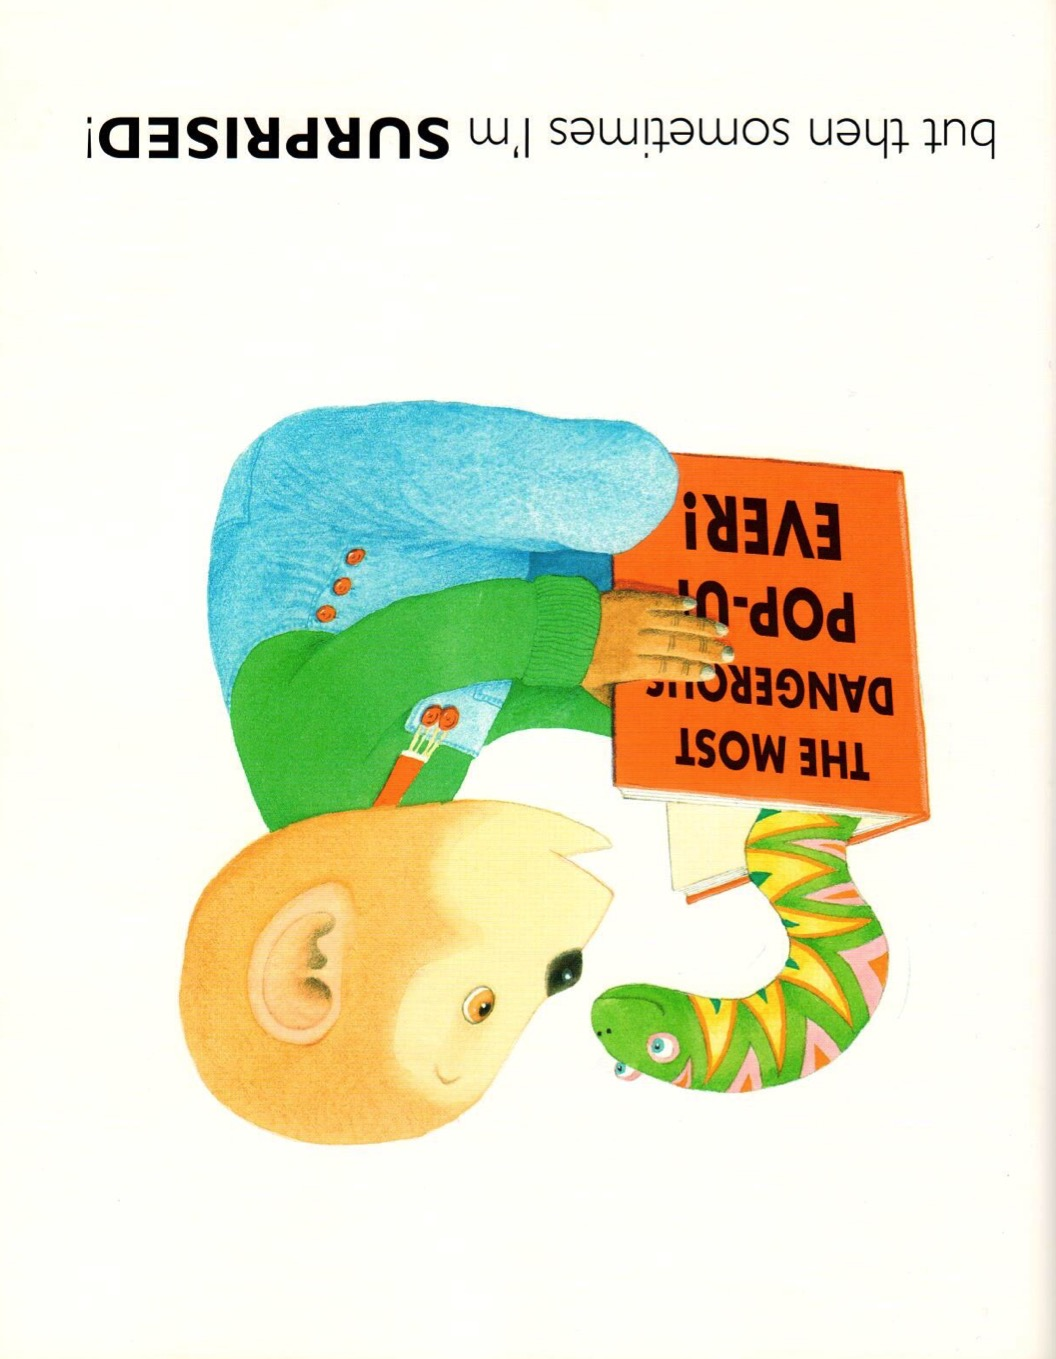 THE MOST
DANGEROUS
POP-UP
EVER!
but then sometimes I'm SURPRISED!